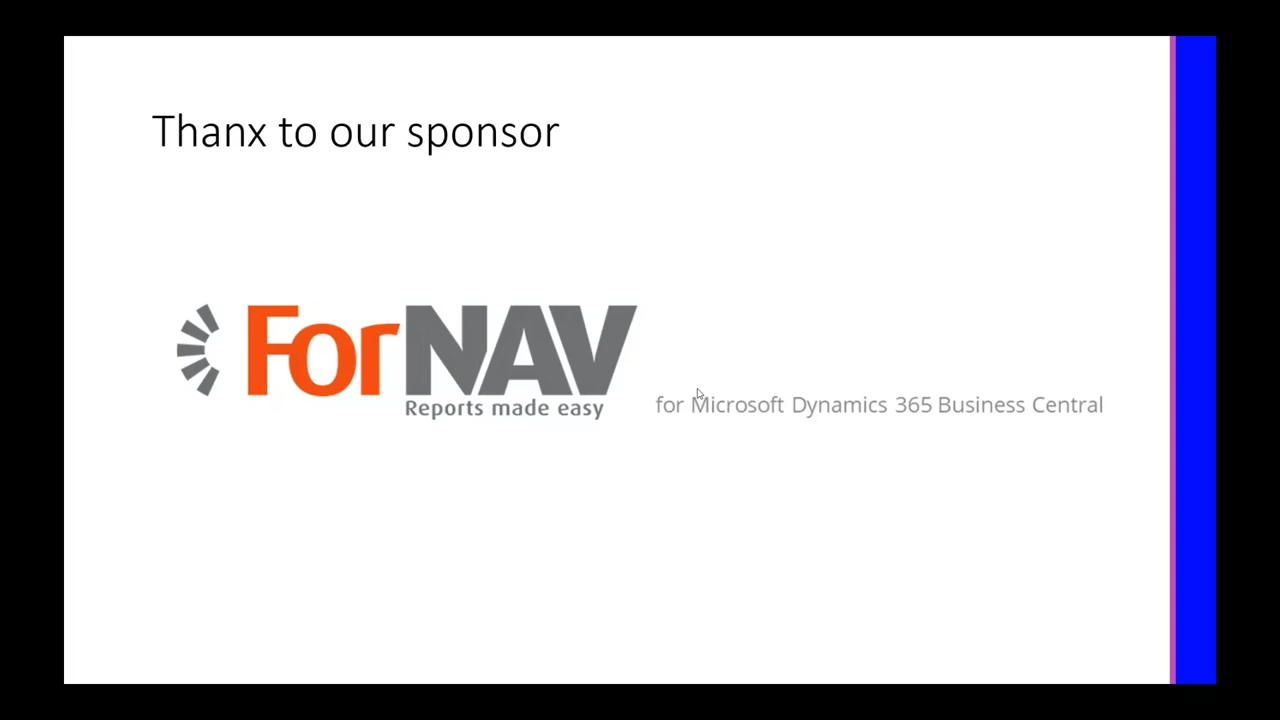 Thanx to our sponsor
ForNAV
Reports made easy
for Microsoft Dynamics 365 Business Central